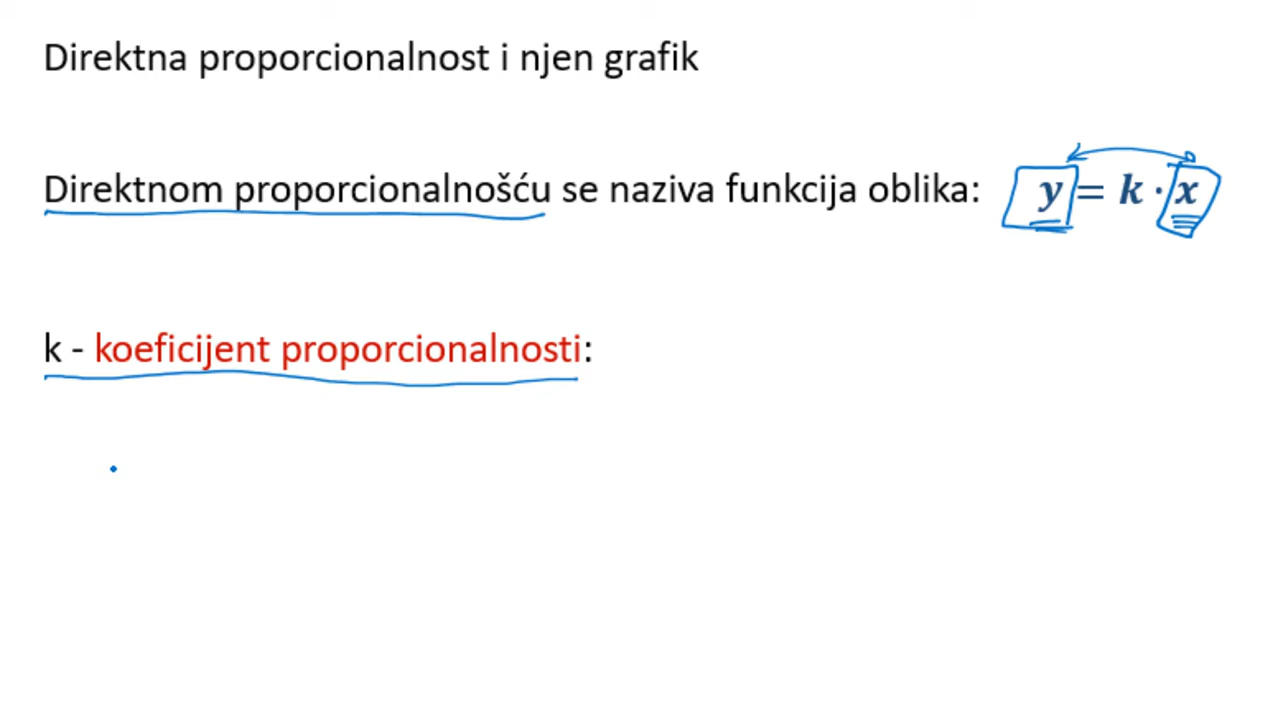 Direktna proporcionalnost i njen grafik
Direktnom proporcionalnošću se naziva funkcija oblika: y = k · x
k - koeficijent proporcionalnosti: